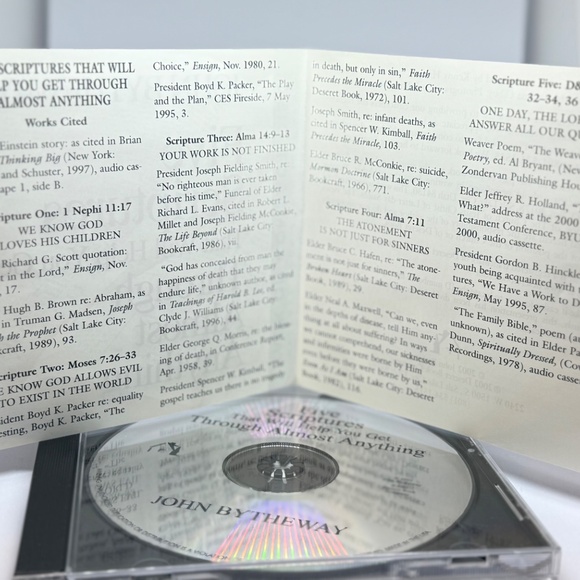 SCRIPTURES THAT WILL
YOU GET THROUGH
ALMOST ANYTHING
Works Cited
Einstein story: as cited in Brian
Thinking Big (New York:
and Schuster, 1997), audio cas-
ape 1, side B.
ipture One: 1 Nephi 11:17
WE KNOW GOD
LOVES HIS CHILDREN
Richard G. Scott quotation:
st in the Lord," Ensign, Nov.
17.
Hugh B. Brown re: Abraham, as
in Truman G. Madsen, Joseph
the Prophet (Salt Lake City:
kcraft, 1989), 93.
cripture Two: Moses 7:26-33
E KNOW GOD ALLOWS EVIL
TO EXIST IN THE WORLD
ident Boyd K. Packer re: equality
esting, Boyd K. Packer, "The
Choice," Ensign, Nov. 1980, 21.
President Boyd K. Packer, "The Play
and the Plan," CES Fireside, 7 May
1995, 3.
Scripture Three: Alma 14:9-13
YOUR WORK IS NOT FINISHED
President Joseph Fielding Smith, re:
"No righteous man is ever taken
before his time," Funeral of Elder
Richard L. Evans, cited in Robert L.
Millet and Joseph Fielding McConkie,
The Life Beyond (Salt Lake City:
Bookcraft, 1986),
"God has concealed from man the
happiness of death that they may
endure life," unknown author, in cited
in Teachings of Harold B. Lee, ed.
Clyde J. Williams (Salt Lake City:
Bookcraft, 1996), 44.
Elder George Q. Morris, re: the bless-
ing of death, in Conference Report,
Apr. 1958, 39.
President Spencer W. Kimball, "The
gospel teaches us there is no tragedy
in death, but only in sin," Faith
Precedes the Miracle (Salt Lake City:
Deseret Book, 1972), 101.
Joseph Smith, re: infant deaths, as
cited in Spencer W. Kimball, Faith
Precedes the Miracle, 103.
Elder Bruce R. McConkie, re: suicide,
Mormon Doctrine (Salt Lake City:
Bookcraft, 1966), 771.
Scripture Four: Alma 7:11
THE ATONEMENT
IS NOT JUST FOR SINNERS
Elder Bruce C. Hafen, re: "The atone-
ment is not just for sinners," The
Broken Heart (Salt Lake City: Deseret
Book, 1989), 29.
Elder Neal A. Maxwell, "Can we, even
in the depths of disease, tell Him any-
thing at all about suffering? In ways
we cannot comprehend, our sicknesses
and infirmities were borne by Him
even before they were borne by us,"
Even As I Am (Salt Lake City: Deseret
Book, 1982), 116.
Scripture Five: D&
32-34, 36
ONE DAY, THE LOR
ANSWER ALL OUR QU
Weaver Poem, "The Weav
Poetry, ed. Al Bryant, (New
Zondervan Publishing Hou
Elder Jeffrey R. Holland, "
What?" address at the 2000
Testament Conference, BYU
2000, audio cassette.
President Gordon B. Hinckle
youth being acquainted with
tures, "We Have a Work to D
Ensign, May 1995, 87
"The Family Bible," poem (au
unknown), as cited in Elder Pa
Dunn, Spiritually Dressed, (Cov
Recordings, 1978), audio casse
Five
Scriptures
That Will Help You Get
Through Almost Anything
JOHN BYTHEWAY